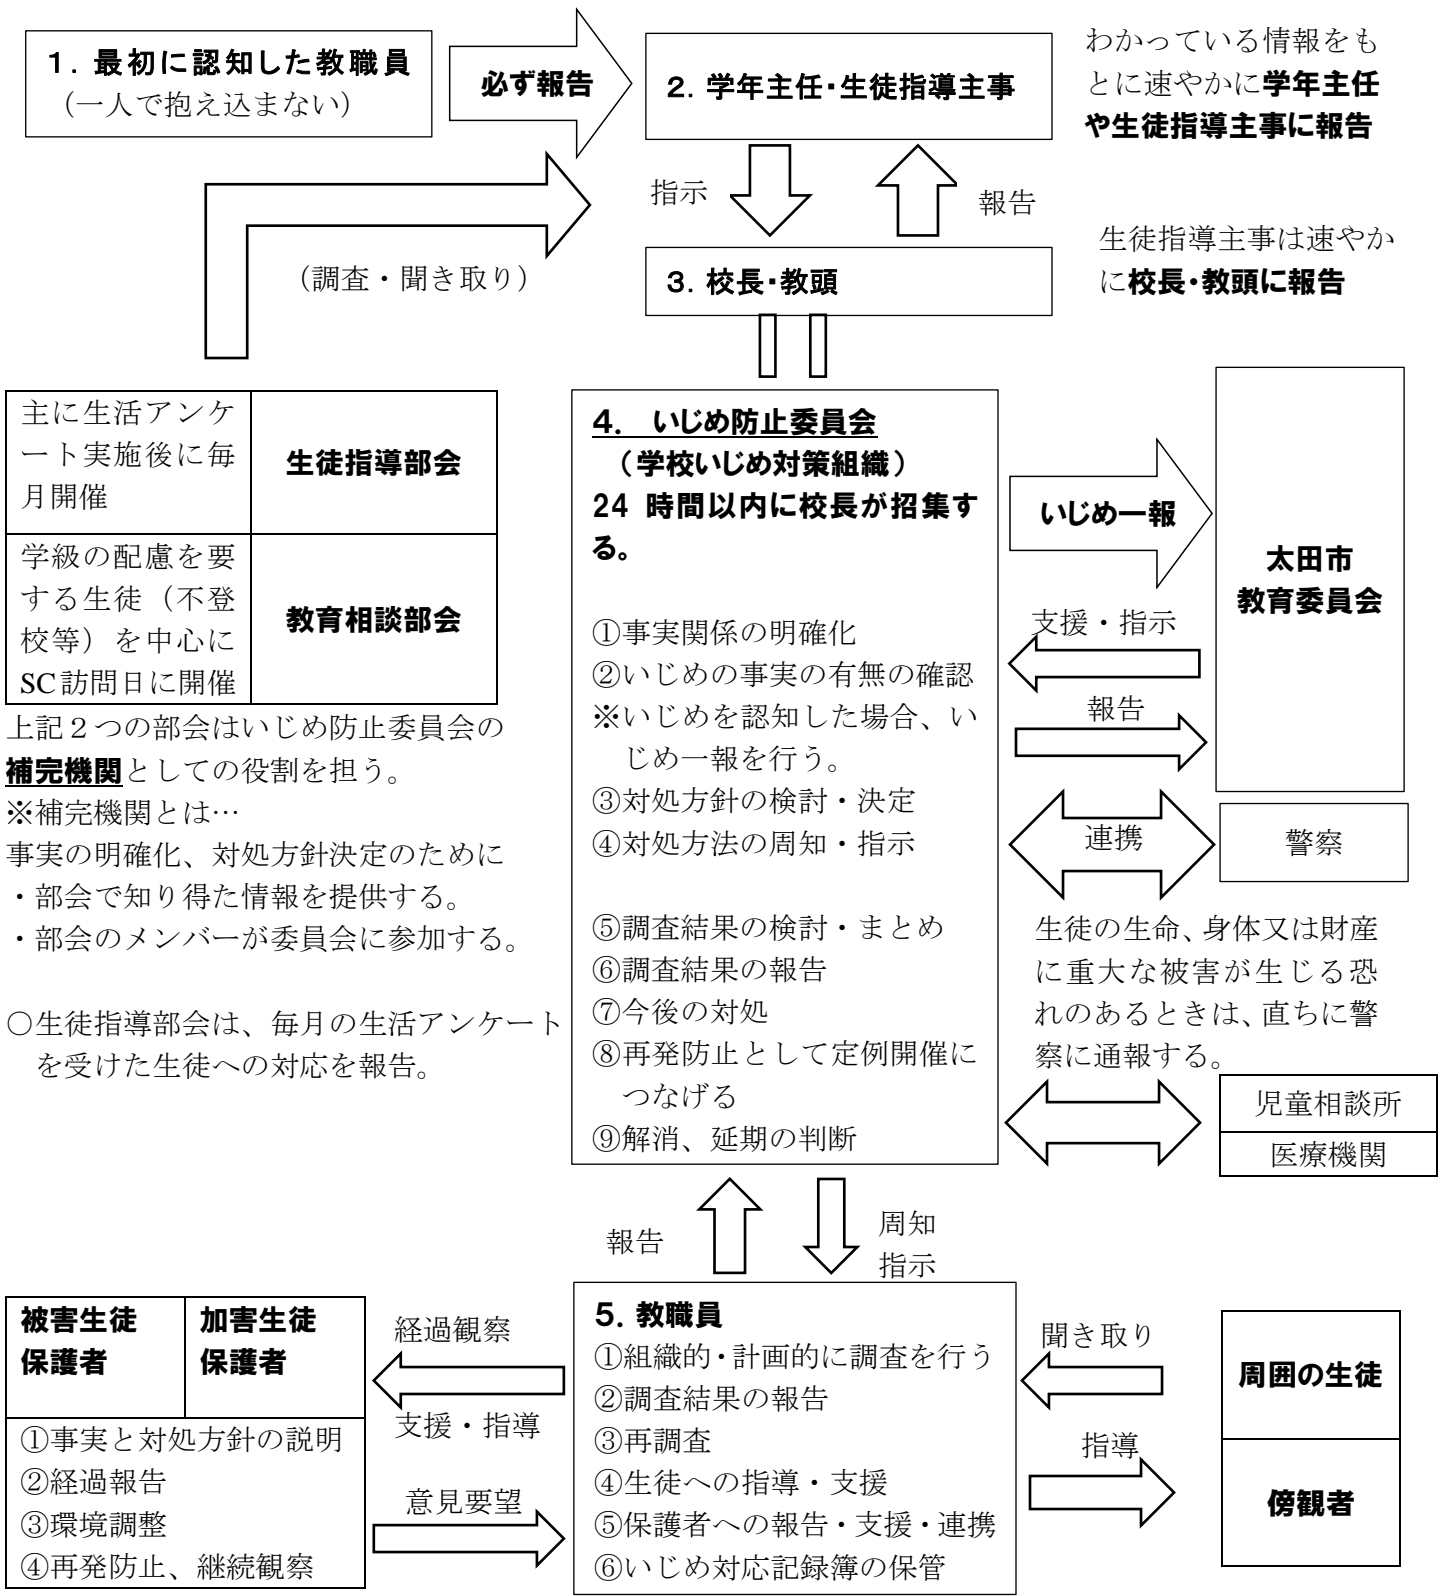 １．最初に認知した教職員
（一人で抱え込まない）
必ず報告
２．学年主任・生徒指導主事
わかっている情報をも
とに速やかに学年主任
や生徒指導主事に報告
指示
報告
（調査・聞き取り）
３．校長・教頭
生徒指導主事は速やか
に校長・教頭に報告
主に生活アンケ
ート実施後に毎
月開催
生徒指導部会
学級の配慮を要
する生徒（不登
校等）を中心に
SC訪問日に開催
教育相談部会
上記２つの部会はいじめ防止委員会の
補完機関としての役割を担う。
※補完機関とは…
事実の明確化、対処方針決定のために
・部会で知り得た情報を提供する。
・部会のメンバーが委員会に参加する。
○生徒指導部会は、毎月の生活アンケート
を受けた生徒への対応を報告。
４．　いじめ防止委員会
（学校いじめ対策組織）
24 時間以内に校長が招集す
る。
①事実関係の明確化
②いじめの事実の有無の確認
※いじめを認知した場合、い
じめ一報を行う。
③対処方針の検討・決定
④対処方法の周知・指示
⑤調査結果の検討・まとめ
⑥調査結果の報告
⑦今後の対処
⑧再発防止として定例開催に
つなげる
⑨解消、延期の判断
いじめ一報
太田市
教育委員会
支援・指示
報告
連携
警察
生徒の生命、身体又は財産
に重大な被害が生じる恐
れのあるときは、直ちに警
察に通報する。
児童相談所
医療機関
報告
周知
指示
被害生徒
保護者
加害生徒
保護者
①事実と対処方針の説明
②経過報告
③環境調整
④再発防止、継続観察
経過観察
支援・指導
意見要望
５．教職員
①組織的・計画的に調査を行う
②調査結果の報告
③再調査
④生徒への指導・支援
⑤保護者への報告・支援・連携
⑥いじめ対応記録簿の保管
聞き取り
指導
周囲の生徒
傍観者